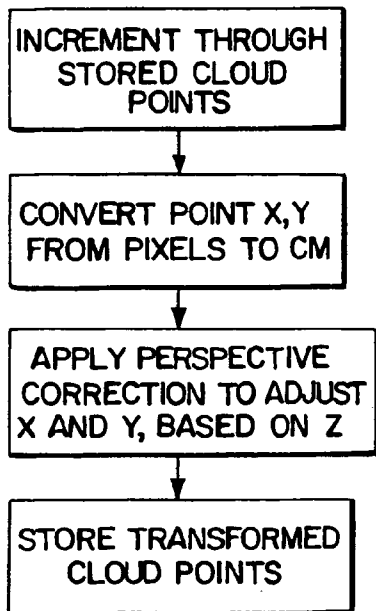 INCREMENT THROUGH
STORED CLOUD
POINTS
CONVERT POINT X,Y
FROM PIXELS TO CM
APPLY PERSPECTIVE
CORRECTION TO ADJUST
X AND Y, BASED ON Z
STORE TRANSFORMED
CLOUD POINTS